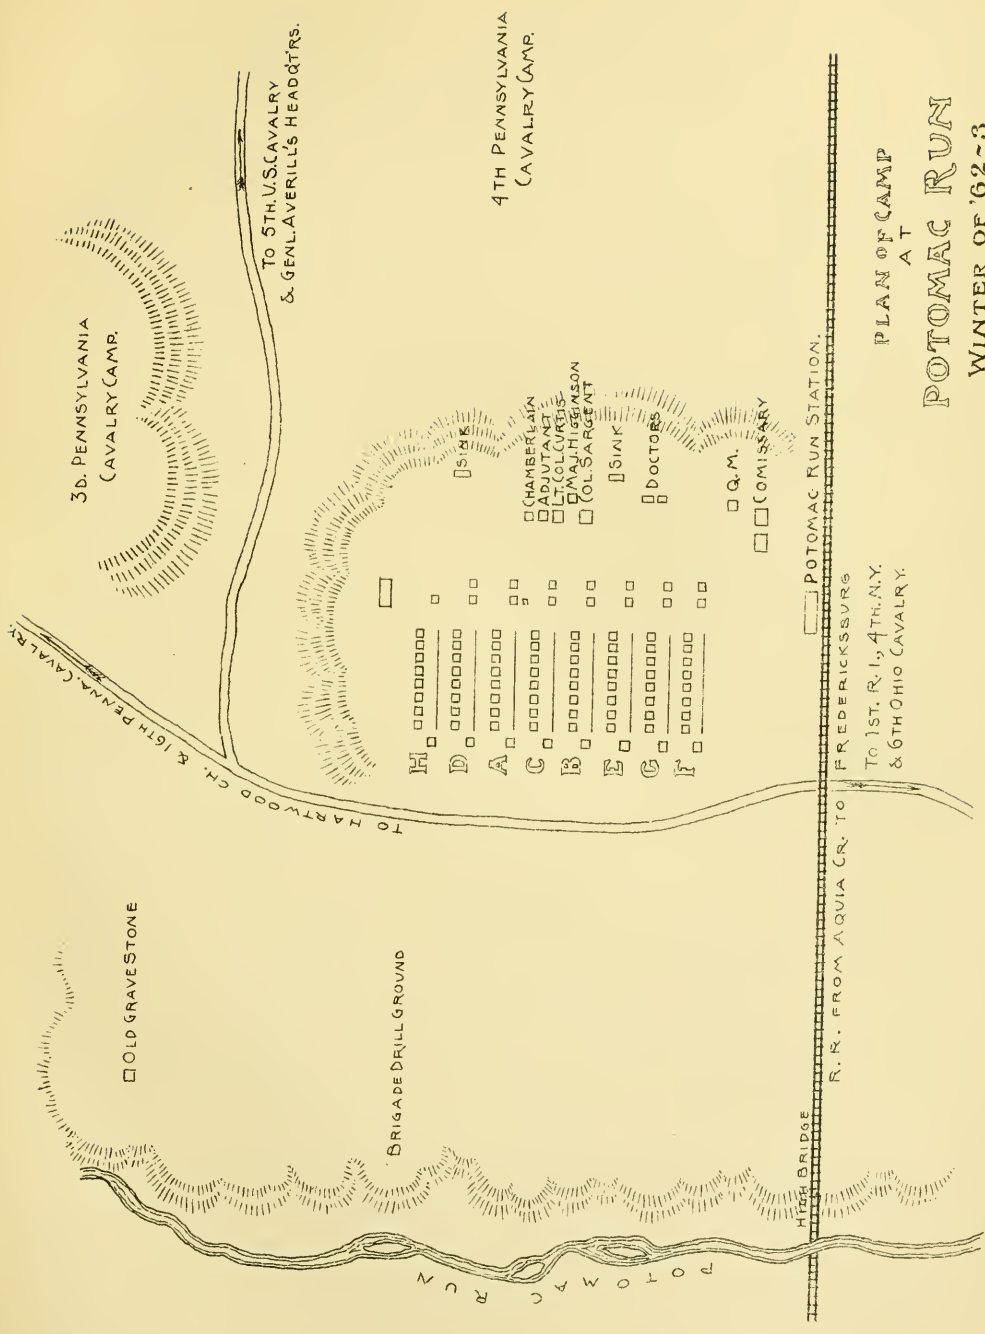 3D. PENNSYLVANIA
CAVALRY CAMP.
TO 5TH. U.S. CAVALRY
& GENL. AVERILL'S HEADQT'RS.
4TH PENNSYLVANIA
CAVALRY CAMP.
TO HARTWOOD CH. & 16TH PENNA. CAVALRY.
SINK
CHAMBERLAIN
ADJUTANT
LT. COL. CURTIS
MAJ. HIGGINSON
COL. SARGENT
SINK
DOCTORS
Q. M.
COMISSARY
H
D
A
C
B
E
G
F
OLD GRAVE STONE
BRIGADE DRILL GROUND
POTOMAC RUN
HIGH BRIDGE
POTOMAC RUN STATION.
R. R. FROM AQUIA CR. TO FREDERICKSBURG
TO 1ST. R. I., 4TH. N.Y.
& 6TH OHIO CAVALRY.
PLAN OF CAMP
AT
POTOMAC RUN
WINTER OF '62-3